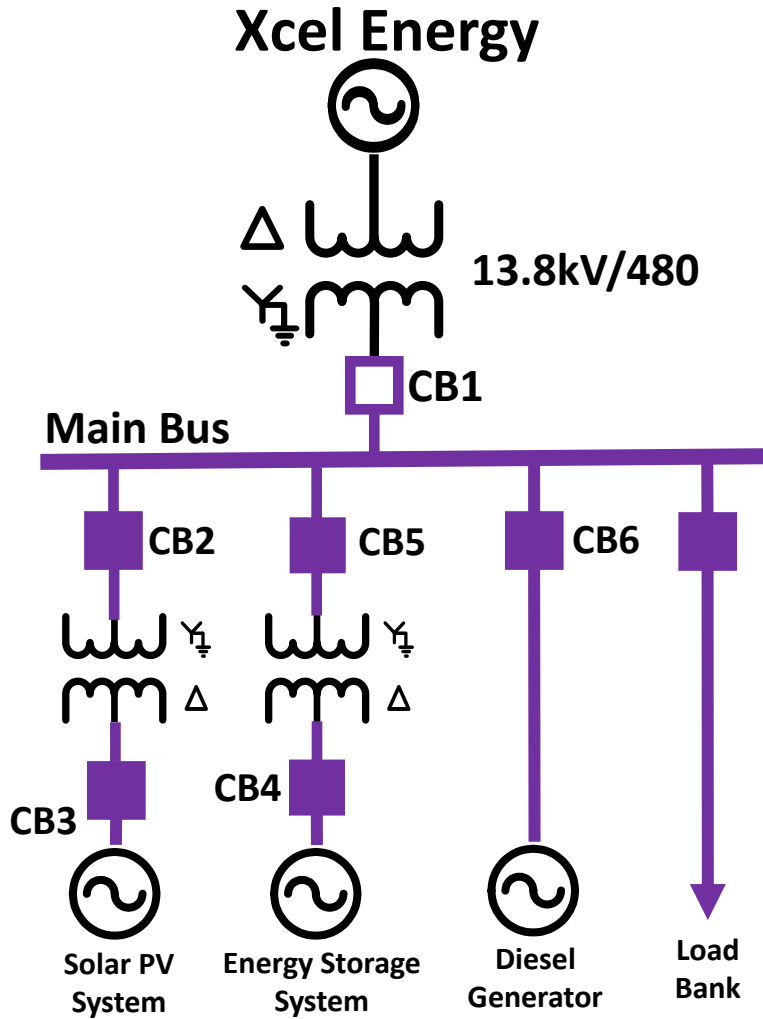 Xcel Energy
Δ
13.8kV/480
CB1
Main Bus
CB2
CB5
CB6
Δ
Δ
CB3
CB4
Solar PV
System
Energy Storage
System
Diesel
Generator
Load
Bank